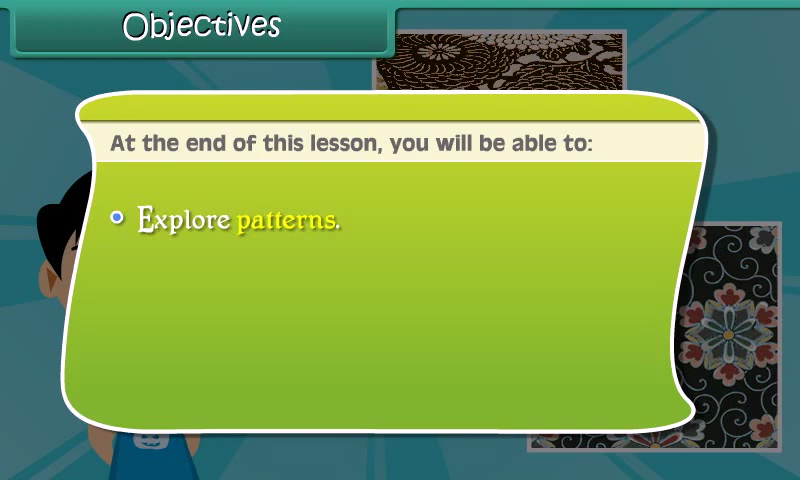 Objectives
At the end of this lesson, you will be able to:
Explore patterns.